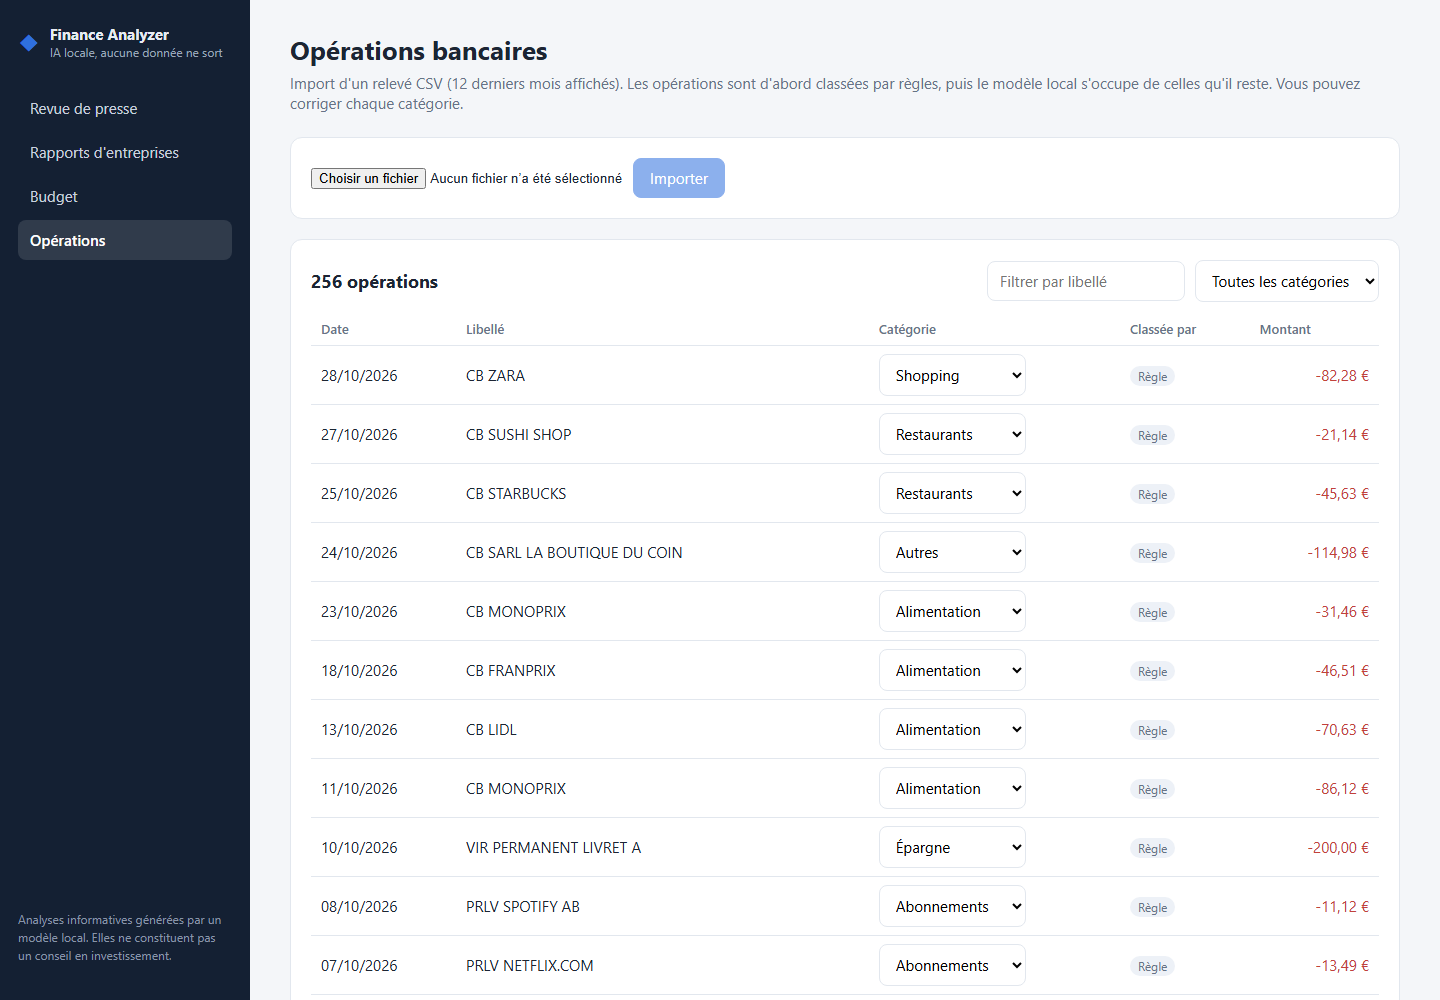 Finance Analyzer
IA locale, aucune donnée ne sort
Revue de presse
Rapports d'entreprises
Budget
Opérations
Analyses informatives générées par un
modèle local. Elles ne constituent pas
un conseil en investissement.
Opérations bancaires
Import d'un relevé CSV (12 derniers mois affichés). Les opérations sont d'abord classées par règles, puis le modèle local s'occupe de celles qu'il reste. Vous pouvez
corriger chaque catégorie.
Choisir un fichier Aucun fichier n’a été sélectionné Importer
256 opérations Filtrer par libellé Toutes les catégories
Date Libellé Catégorie Classée par Montant
28/10/2026 CB ZARA Shopping Règle -82,28 €
27/10/2026 CB SUSHI SHOP Restaurants Règle -21,14 €
25/10/2026 CB STARBUCKS Restaurants Règle -45,63 €
24/10/2026 CB SARL LA BOUTIQUE DU COIN Autres Règle -114,98 €
23/10/2026 CB MONOPRIX Alimentation Règle -31,46 €
18/10/2026 CB FRANPRIX Alimentation Règle -46,51 €
13/10/2026 CB LIDL Alimentation Règle -70,63 €
11/10/2026 CB MONOPRIX Alimentation Règle -86,12 €
10/10/2026 VIR PERMANENT LIVRET A Épargne Règle -200,00 €
08/10/2026 PRLV SPOTIFY AB Abonnements Règle -11,12 €
07/10/2026 PRLV NETFLIX.COM Abonnements Règle -13,49 €